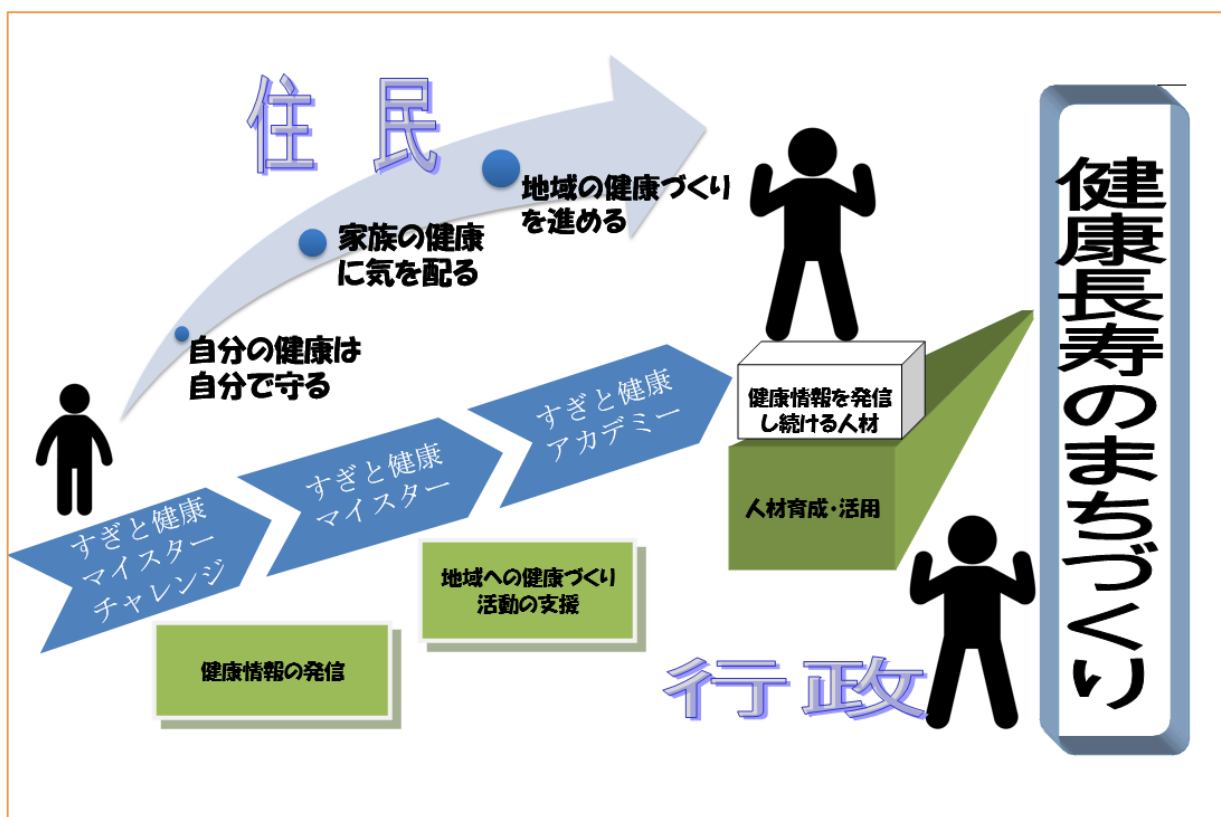 住民
地域の健康づくり
を進める
家族の健康
に気を配る
自分の健康は
自分で守る
すぎと健康
マイスター
チャレンジ
すぎと健康
マイスター
すぎと健康
アカデミー
健康情報を発信
し続ける人材
人材育成・活用
地域への健康づくり
活動の支援
健康情報の発信
行政
健康長寿のまちづくり